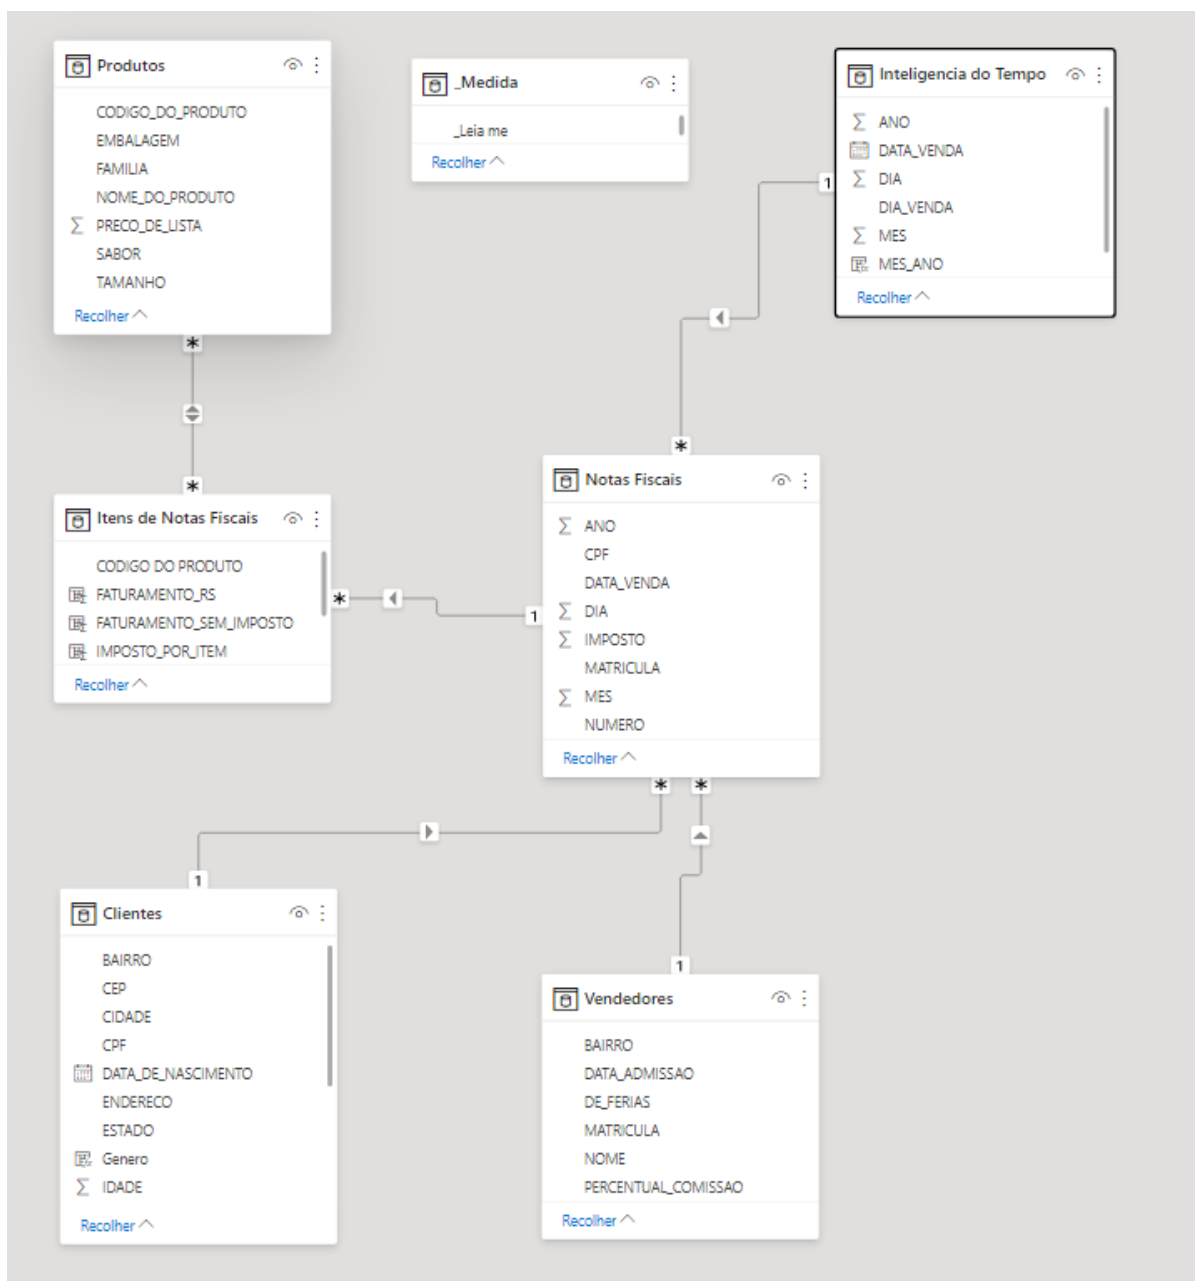 Produtos
CODIGO_DO_PRODUTO
EMBALAGEM
FAMILIA
NOME_DO_PRODUTO
PRECO_DE_LISTA
SABOR
TAMANHO
Recolher
_Medida
_Leia me
Recolher
Inteligencia do Tempo
ANO
DATA_VENDA
DIA
DIA_VENDA
MES
MES_ANO
Recolher
1
*
*
*
Itens de Notas Fiscais
CODIGO DO PRODUTO
FATURAMENTO_RS
FATURAMENTO_SEM_IMPOSTO
IMPOSTO_POR_ITEM
Recolher
*
1
Notas Fiscais
ANO
CPF
DATA_VENDA
DIA
IMPOSTO
MATRICULA
MES
NUMERO
Recolher
*
*
1
Clientes
BAIRRO
CEP
CIDADE
CPF
DATA_DE_NASCIMENTO
ENDERECO
ESTADO
Genero
IDADE
Recolher
1
Vendedores
BAIRRO
DATA_ADMISSAO
DE_FERIAS
MATRICULA
NOME
PERCENTUAL_COMISSAO
Recolher